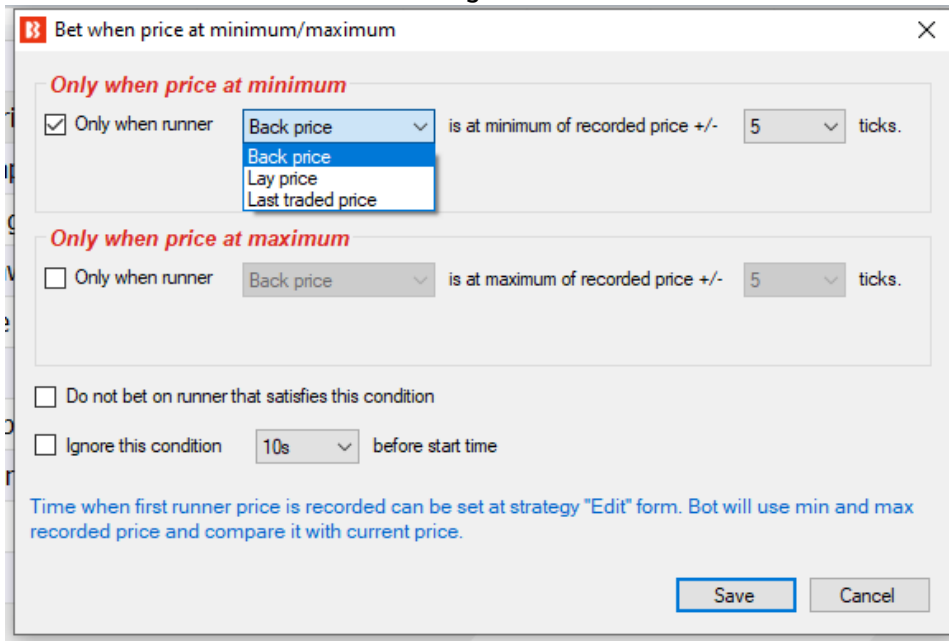 Bet when price at minimum/maximum
Only when price at minimum
Only when runner Back price is at minimum of recorded price +/- 5 ticks.
Back price
Lay price
Last traded price
Only when price at maximum
Only when runner Back price is at maximum of recorded price +/- 5 ticks.
Do not bet on runner that satisfies this condition
Ignore this condition 10s before start time
Time when first runner price is recorded can be set at strategy "Edit" form. Bot will use min and max
recorded price and compare it with current price.
Save Cancel